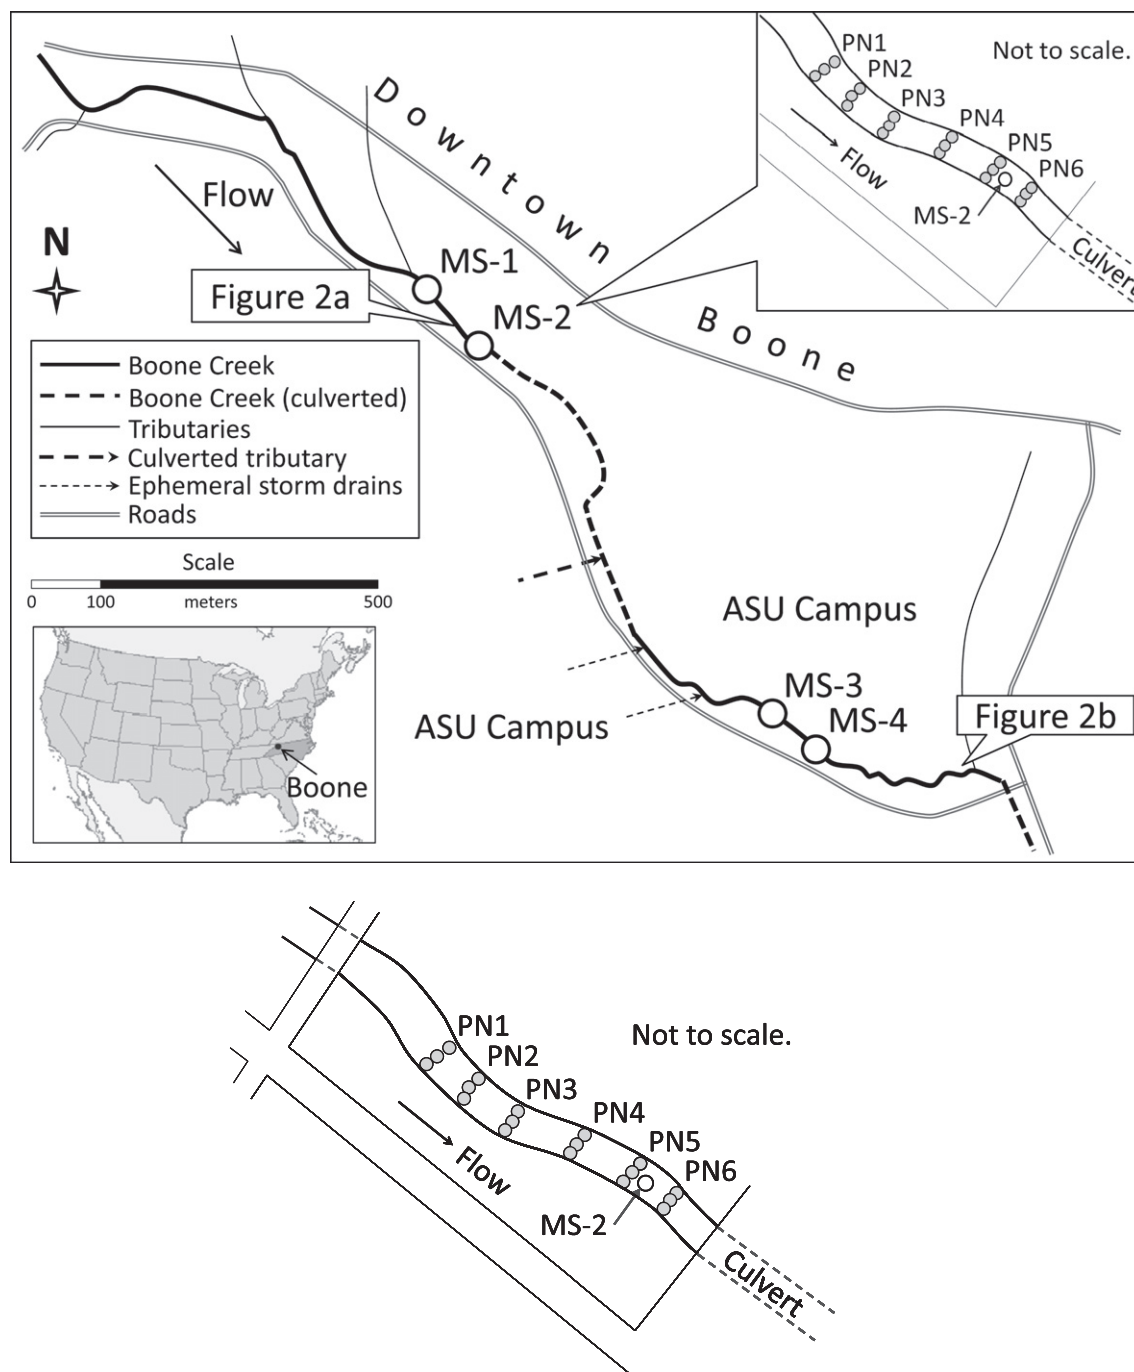 PN1
Not to scale.
PN2
PN3
PN4
PN5
PN6
Flow
MS-2
Culvert
Downtown
Boone
Flow
N
MS-1
Figure 2a
MS-2
Boone Creek
Boone Creek (culverted)
Tributaries
Culverted tributary
Ephemeral storm drains
Roads
Scale
0 100 meters 500
ASU Campus
MS-3
MS-4
ASU Campus
Figure 2b
Boone
PN1
Not to scale.
PN2
PN3
PN4
PN5
PN6
Flow
MS-2
Culvert